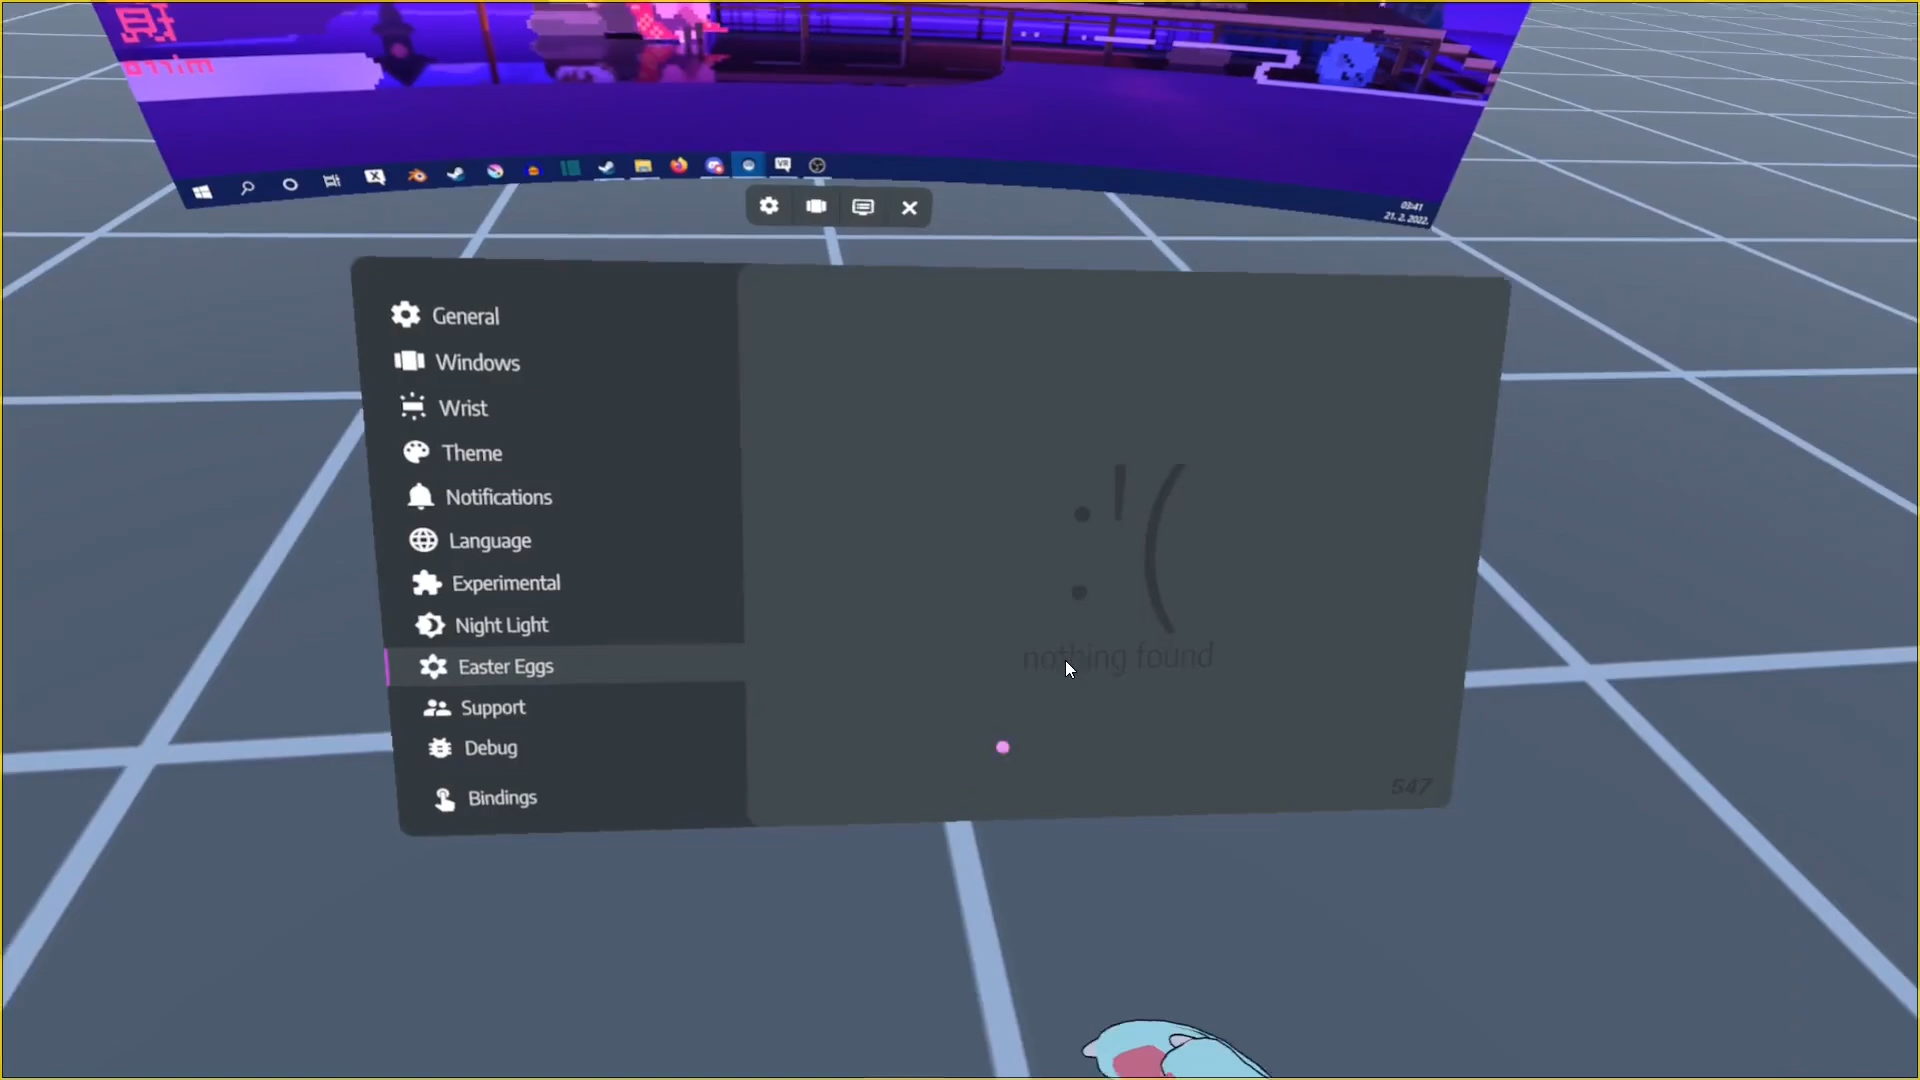 03:41
21. 2. 2022.
General
Windows
Wrist
Theme
Notifications
Language
Experimental
Night Light
Easter Eggs
Support
Debug
Bindings
:'(
nothing found
547